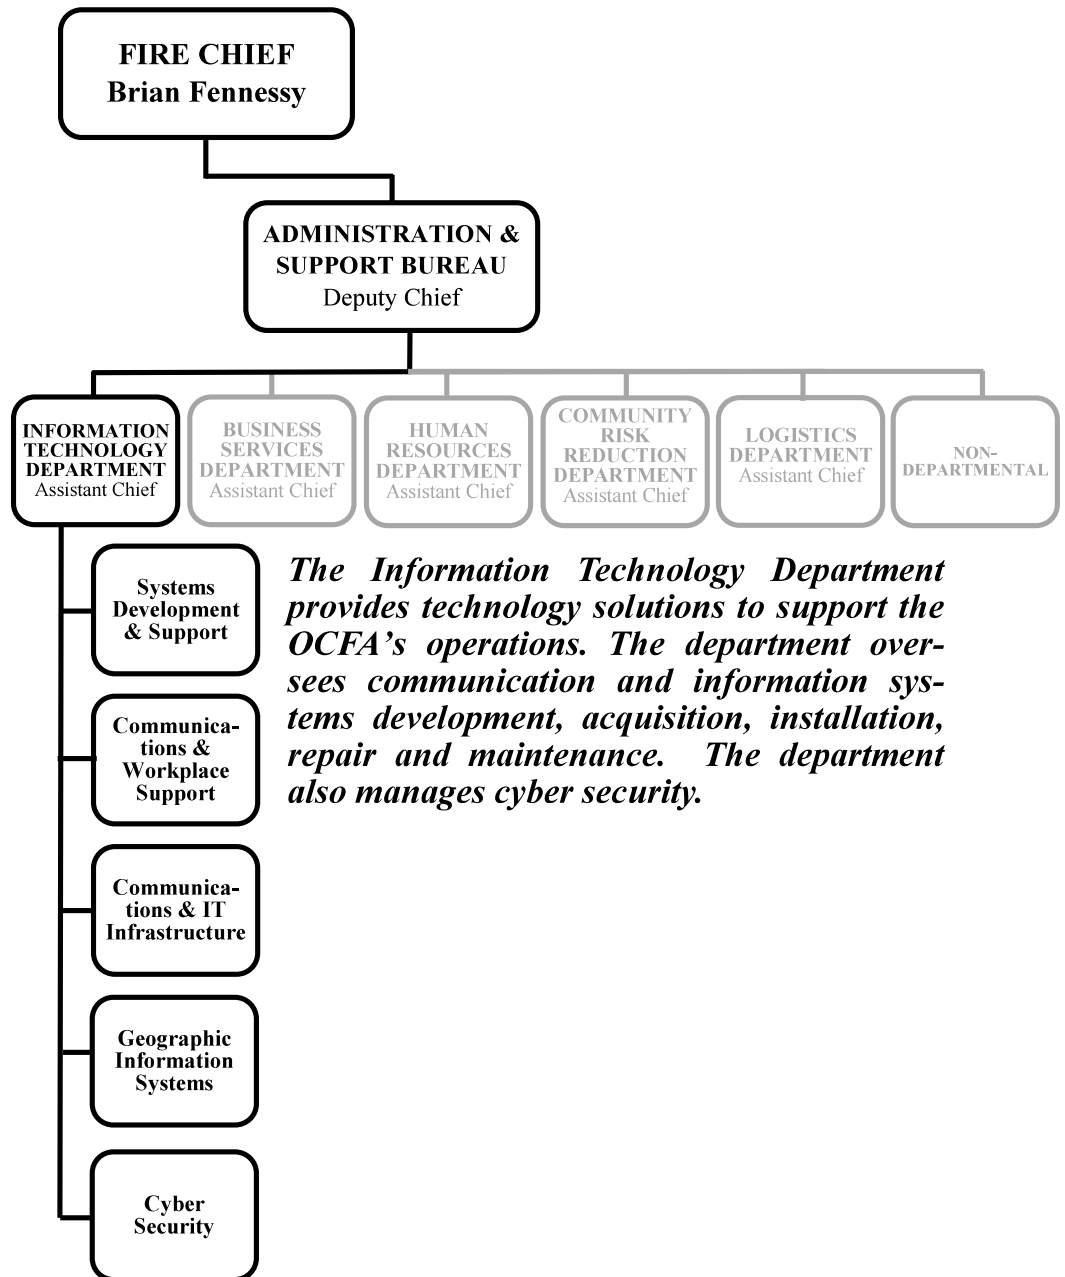 FIRE CHIEF
Brian Fennessy
ADMINISTRATION &
SUPPORT BUREAU
Deputy Chief
INFORMATION
TECHNOLOGY
DEPARTMENT
Assistant Chief
BUSINESS
SERVICES
DEPARTMENT
Assistant Chief
HUMAN
RESOURCES
DEPARTMENT
Assistant Chief
COMMUNITY
RISK
REDUCTION
DEPARTMENT
Assistant Chief
LOGISTICS
DEPARTMENT
Assistant Chief
NON-
DEPARTMENTAL
Systems
Development
& Support
Communica-
tions &
Workplace
Support
Communica-
tions & IT
Infrastructure
Geographic
Information
Systems
Cyber
Security
The Information Technology Department
provides technology solutions to support the
OCFA's operations. The department over-
sees communication and information sys-
tems development, acquisition, installation,
repair and maintenance.  The department
also manages cyber security.